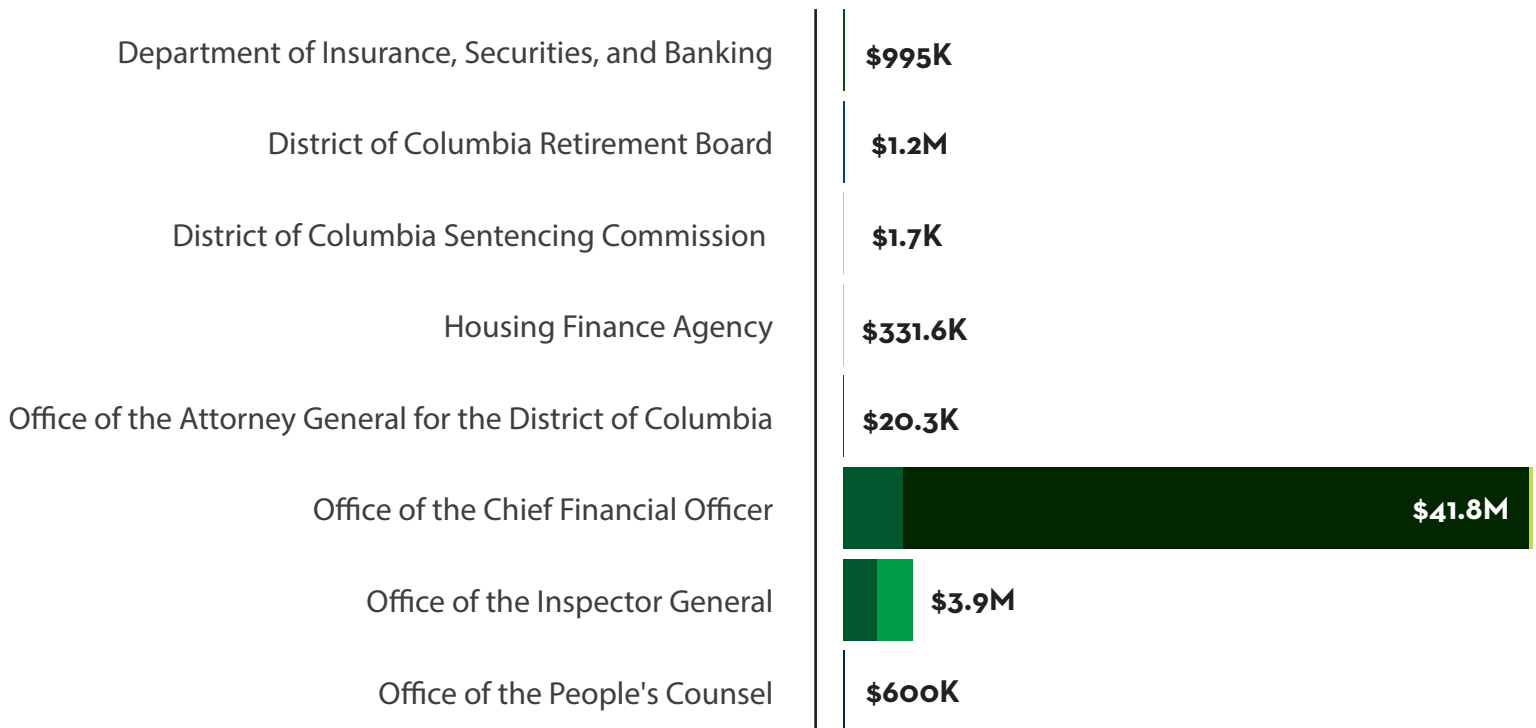 Department of Insurance, Securities, and Banking $995K
District of Columbia Retirement Board $1.2M
District of Columbia Sentencing Commission $1.7K
Housing Finance Agency $331.6K
Office of the Attorney General for the District of Columbia $20.3K
Office of the Chief Financial Officer $41.8M
Office of the Inspector General $3.9M
Office of the People's Counsel $600K